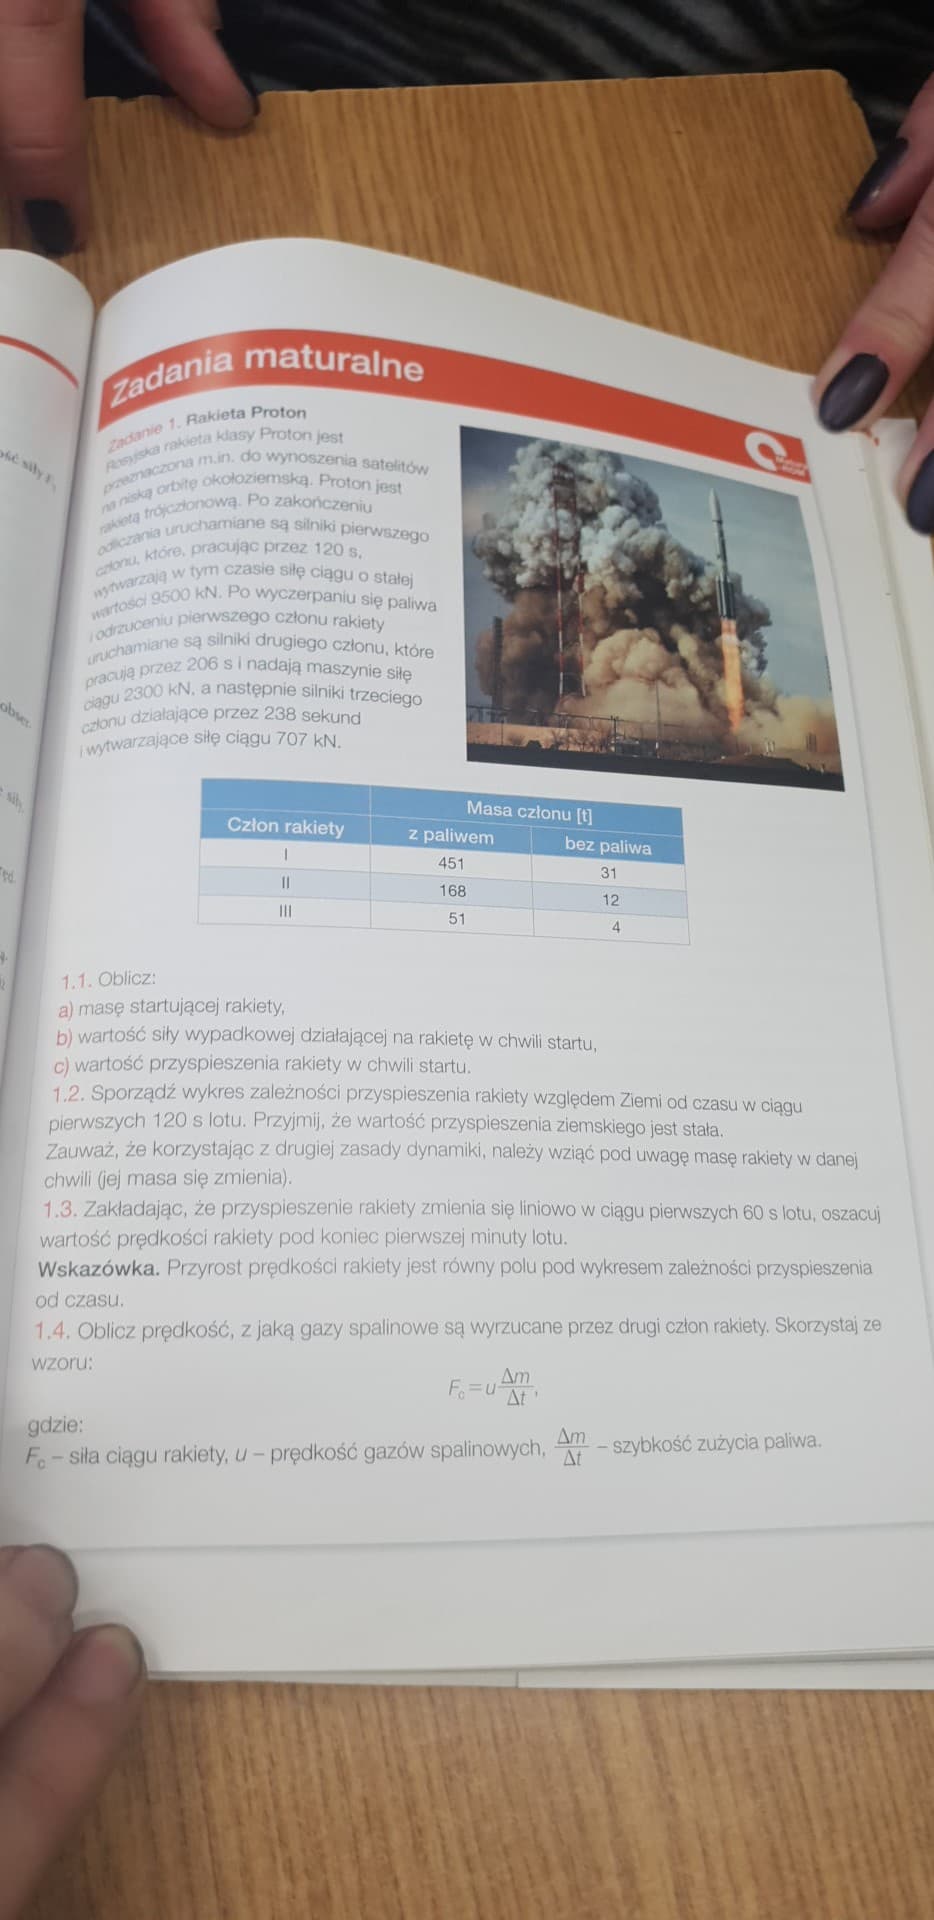 Zadania maturalne
Zadanie 1. Rakieta Proton
Rosyjska rakieta klasy Proton jest
przeznaczona m.in. do wynoszenia satelitów
na niską orbitę okołoziemską. Proton jest
rakietą trójczłonową. Po zakończeniu
odliczania uruchamiane są silniki pierwszego
członu, które, pracując przez 120 s,
wytwarzają w tym czasie siłę ciągu o stałej
wartości 9500 kN. Po wyczerpaniu się paliwa
i odrzuceniu pierwszego członu rakiety
uruchamiane są silniki drugiego członu, które
pracują przez 206 s i nadają maszynie siłę
ciągu 2300 kN, a następnie silniki trzeciego
członu działające przez 238 sekund
i wytwarzające siłę ciągu 707 kN.
Człon rakiety
Masa członu [t]
z paliwem bez paliwa
I 451 31
II 168 12
III 51 4
1.1. Oblicz:
a) masę startującej rakiety,
b) wartość siły wypadkowej działającej na rakietę w chwili startu,
c) wartość przyspieszenia rakiety w chwili startu.
1.2. Sporządź wykres zależności przyspieszenia rakiety względem Ziemi od czasu w ciągu
pierwszych 120 s lotu. Przyjmij, że wartość przyspieszenia ziemskiego jest stała.
Zauważ, że korzystając z drugiej zasady dynamiki, należy wziąć pod uwagę masę rakiety w danej
chwili (jej masa się zmienia).
1.3. Zakładając, że przyspieszenie rakiety zmienia się liniowo w ciągu pierwszych 60 s lotu, oszacuj
wartość prędkości rakiety pod koniec pierwszej minuty lotu.
Wskazówka. Przyrost prędkości rakiety jest równy polu pod wykresem zależności przyspieszenia
od czasu.
1.4. Oblicz prędkość, z jaką gazy spalinowe są wyrzucane przez drugi człon rakiety. Skorzystaj ze
wzoru:
F_c = u Δm/Δt,
gdzie:
F_c – siła ciągu rakiety, u – prędkość gazów spalinowych, Δm/Δt – szybkość zużycia paliwa.